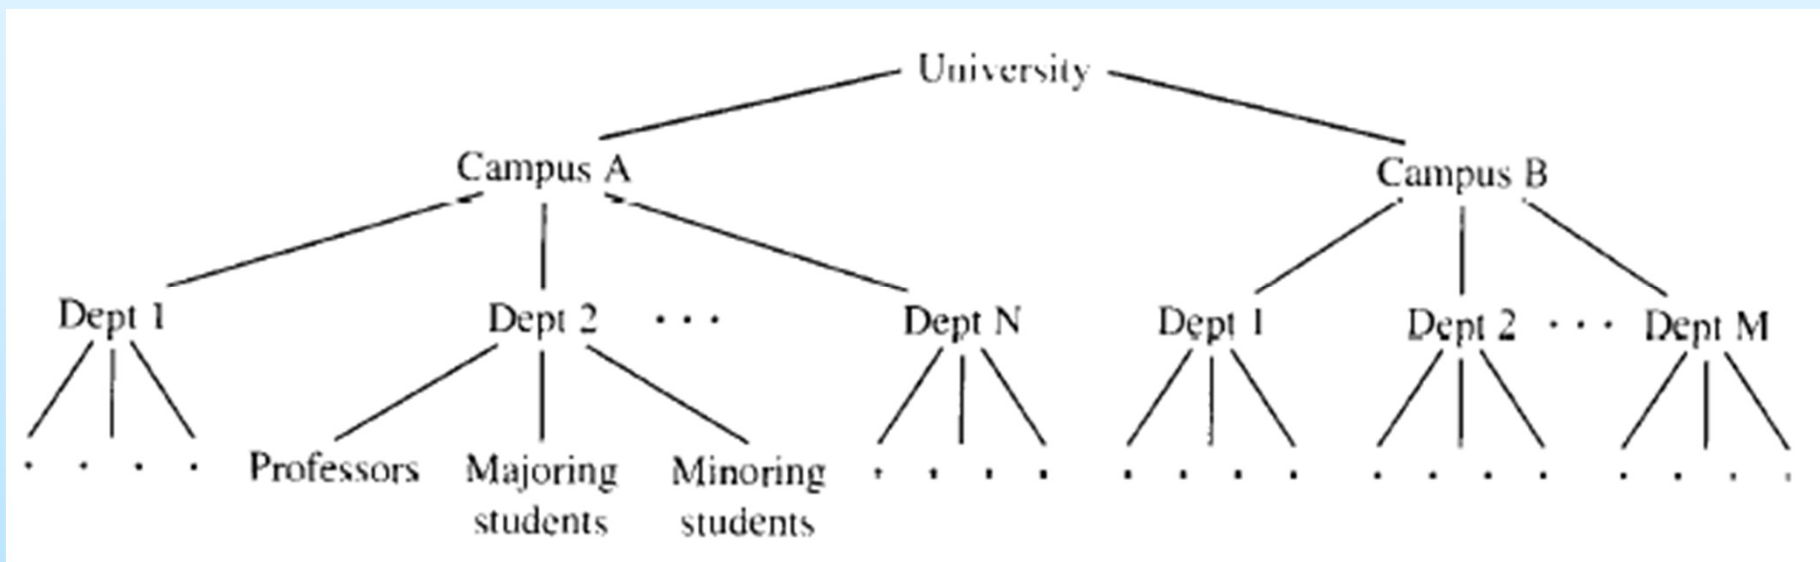 University
Campus A
Campus B
Dept 1
Dept 2
· · ·
Dept N
Dept 1
Dept 2
· · ·
Dept M
· · · ·
Professors
Majoring
students
Minoring
students
· · · ·
· · · ·
· · · ·
· · · ·